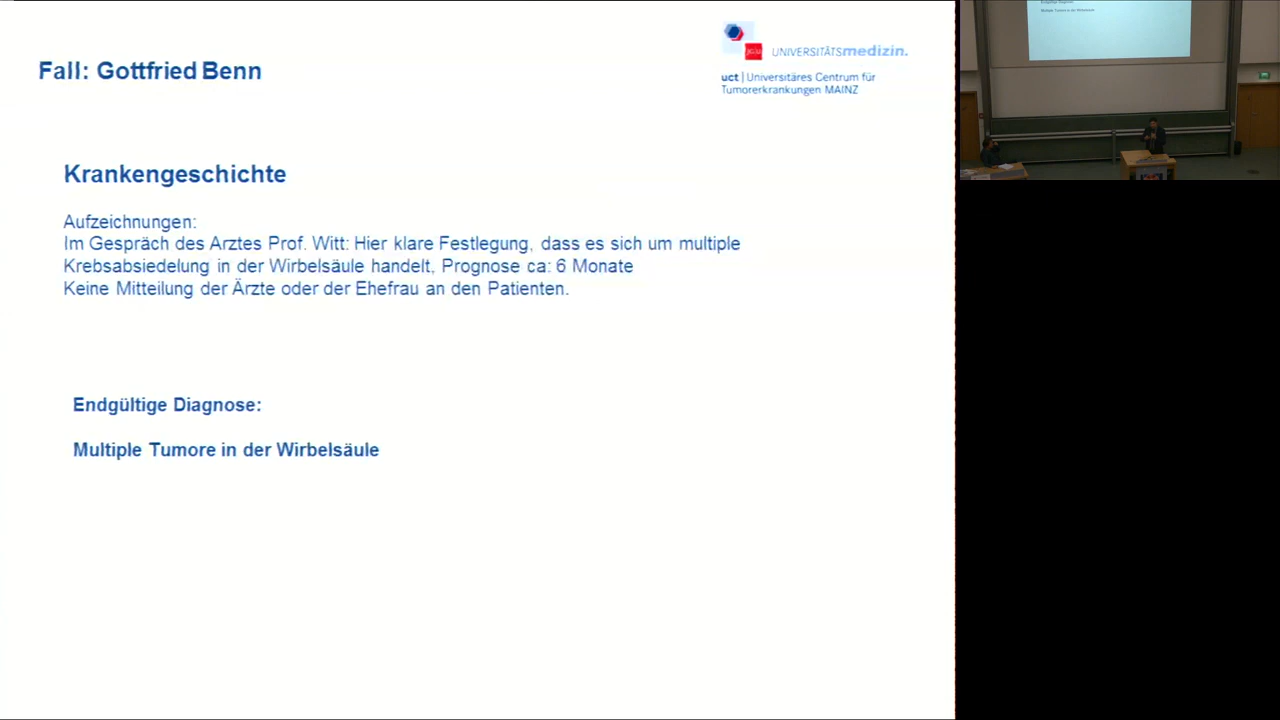 Fall: Gottfried Benn
UNIVERSITÄTSmedizin.
uct | Universitäres Centrum für
Tumorerkrankungen MAINZ
Krankengeschichte
Aufzeichnungen:
Im Gespräch des Arztes Prof. Witt: Hier klare Festlegung, dass es sich um multiple
Krebsabsiedelung in der Wirbelsäule handelt, Prognose ca: 6 Monate
Keine Mitteilung der Ärzte oder der Ehefrau an den Patienten.
Endgültige Diagnose:
Multiple Tumore in der Wirbelsäule